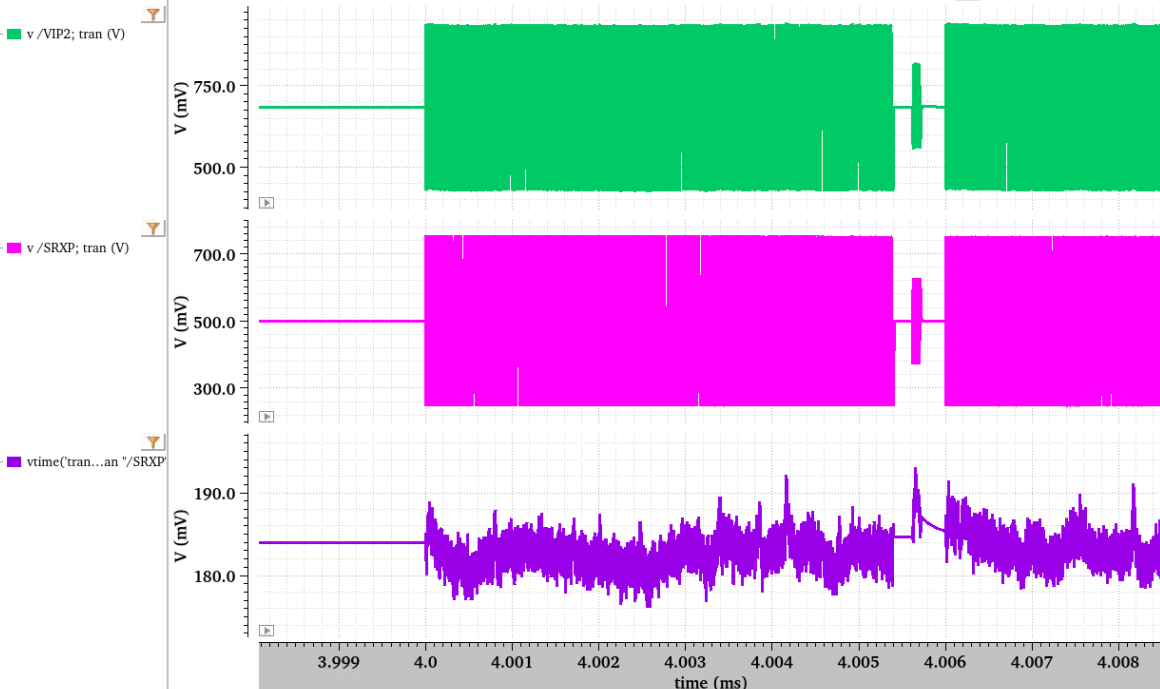 v /VIP2; tran (V)
V (mV)
750.0
500.0
v /SRXP; tran (V)
V (mV)
700.0
500.0
300.0
vtime('tran...an "/SRXP'
V (mV)
190.0
180.0
3.999 4.0 4.001 4.002 4.003 4.004 4.005 4.006 4.007 4.008
time (ms)